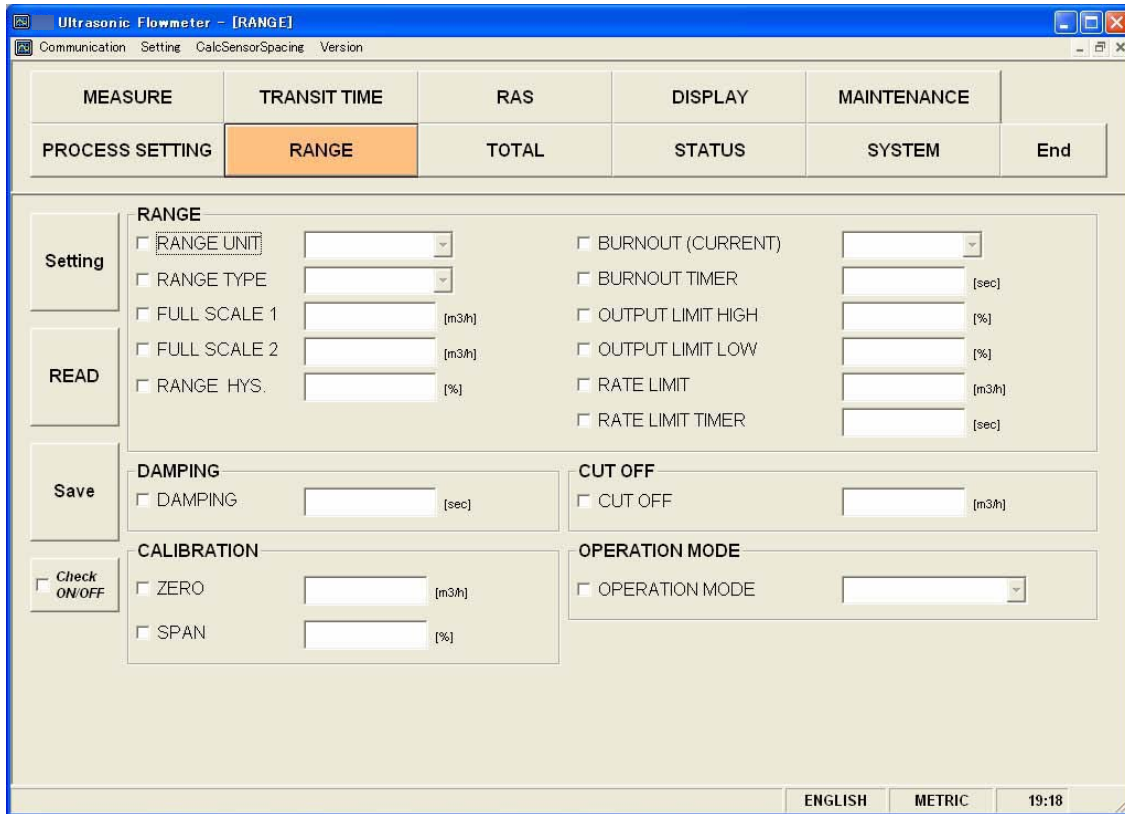 Ultrasonic Flowmeter - [RANGE]
Communication Setting CalcSensorSpacing Version
MEASURE TRANSIT TIME RAS DISPLAY MAINTENANCE
PROCESS SETTING RANGE TOTAL STATUS SYSTEM End
Setting
READ
Save
Check
ON/OFF
RANGE
RANGE UNIT
RANGE TYPE
FULL SCALE 1 [m3/h]
FULL SCALE 2 [m3/h]
RANGE HYS. [%]
BURNOUT (CURRENT)
BURNOUT TIMER [sec]
OUTPUT LIMIT HIGH [%]
OUTPUT LIMIT LOW [%]
RATE LIMIT [m3/h]
RATE LIMIT TIMER [sec]
DAMPING
DAMPING [sec]
CUT OFF
CUT OFF [m3/h]
CALIBRATION
ZERO [m3/h]
SPAN [%]
OPERATION MODE
OPERATION MODE
ENGLISH METRIC 19:18